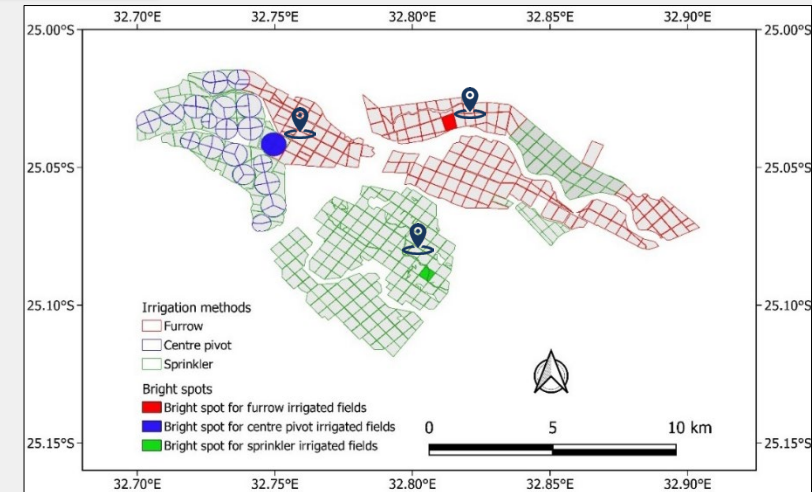 32.70°E 32.75°E 32.80°E 32.85°E 32.90°E
25.00°S 25.00°S
25.05°S 25.05°S
25.10°S 25.10°S
Irrigation methods
Furrow
Centre pivot
Sprinkler
Bright spots
Bright spot for furrow irrigated fields
Bright spot for centre pivot irrigated fields
Bright spot for sprinkler irrigated fields
0 5 10 km
25.15°S 25.15°S
32.70°E 32.75°E 32.80°E 32.85°E 32.90°E